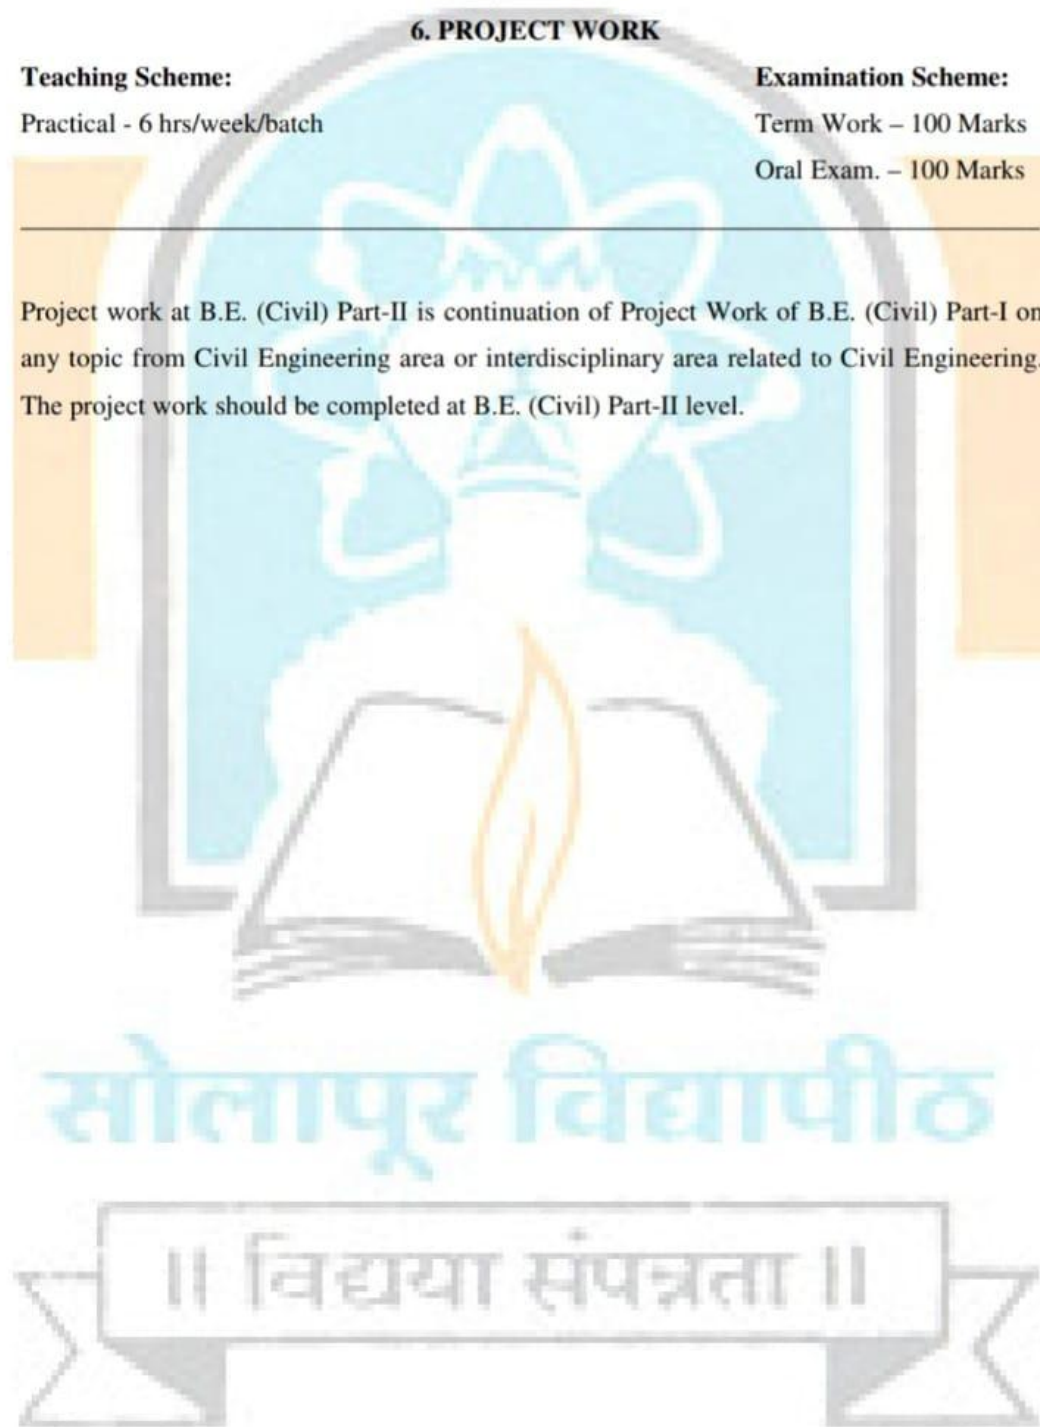 6. PROJECT WORK
Teaching Scheme:
Examination Scheme:
Practical - 6 hrs/week/batch
Term Work – 100 Marks
Oral Exam. – 100 Marks
Project work at B.E. (Civil) Part-II is continuation of Project Work of B.E. (Civil) Part-I on
any topic from Civil Engineering area or interdisciplinary area related to Civil Engineering.
The project work should be completed at B.E. (Civil) Part-II level.
सोलापूर विद्यापीठ
॥ विद्यया संपन्नता ॥